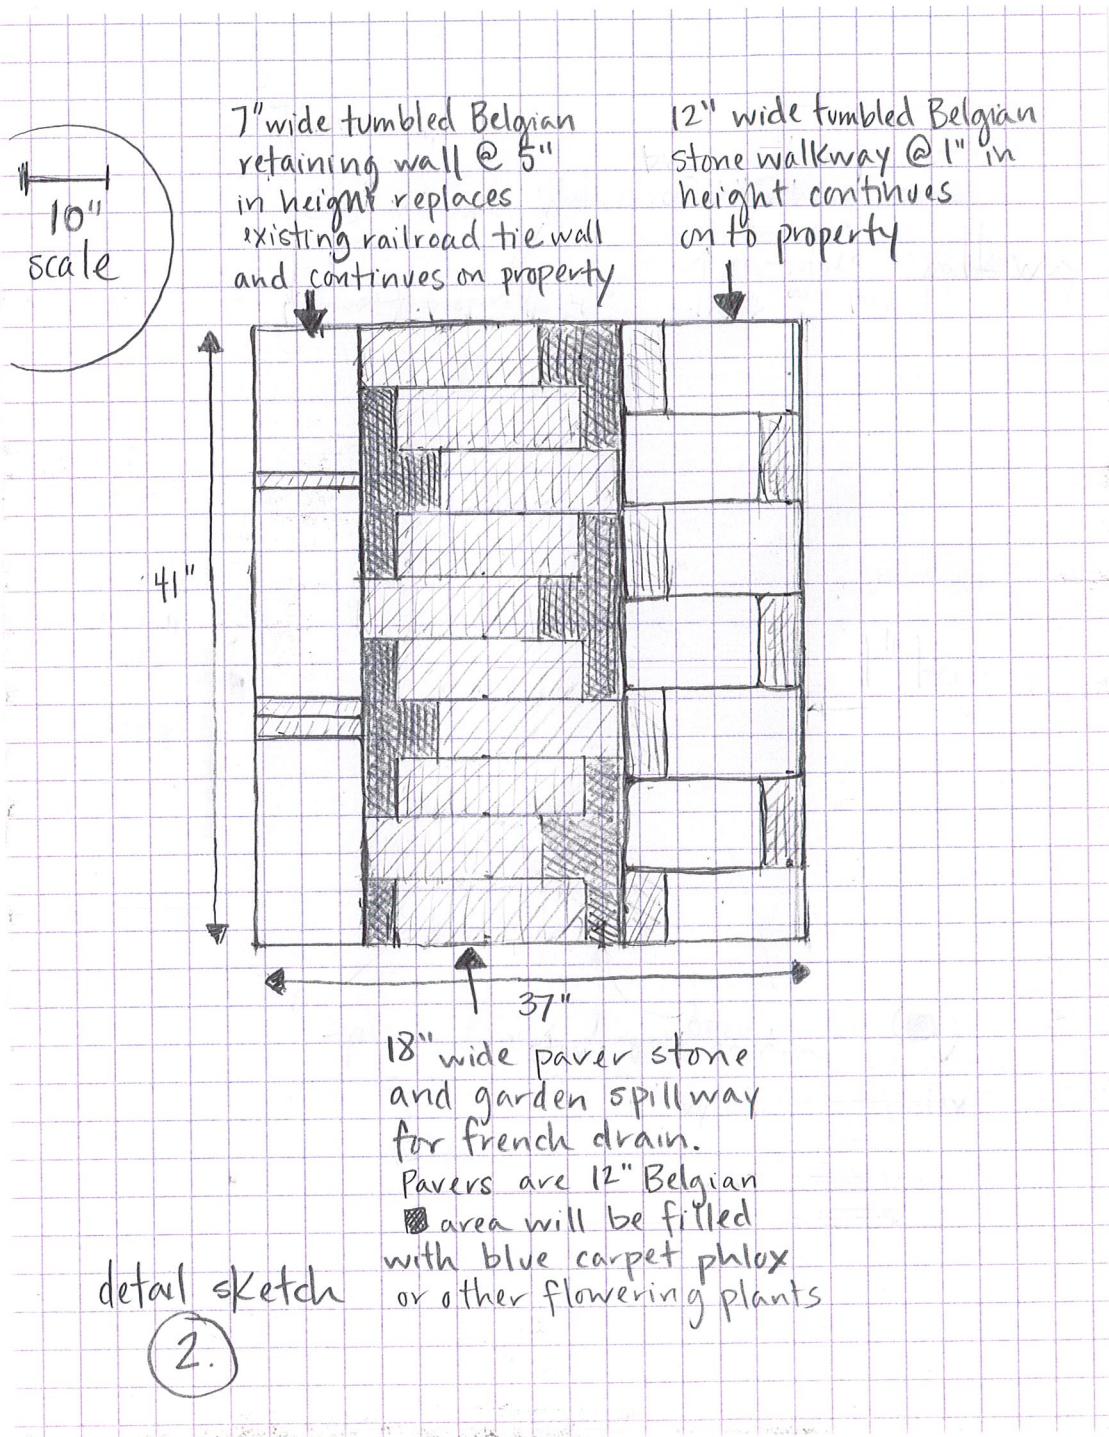 7" wide tumbled Belgian
retaining wall @ 5"
in height replaces
existing railroad tie wall
and continues on property
12" wide tumbled Belgian
stone walkway @ 1" in
height continues
on to property
10"
scale
41"
37"
18" wide paver stone
and garden spillway
for french drain.
Pavers are 12" Belgian
area will be filled
with blue carpet phlox
or other flowering plants
detail sketch
2.